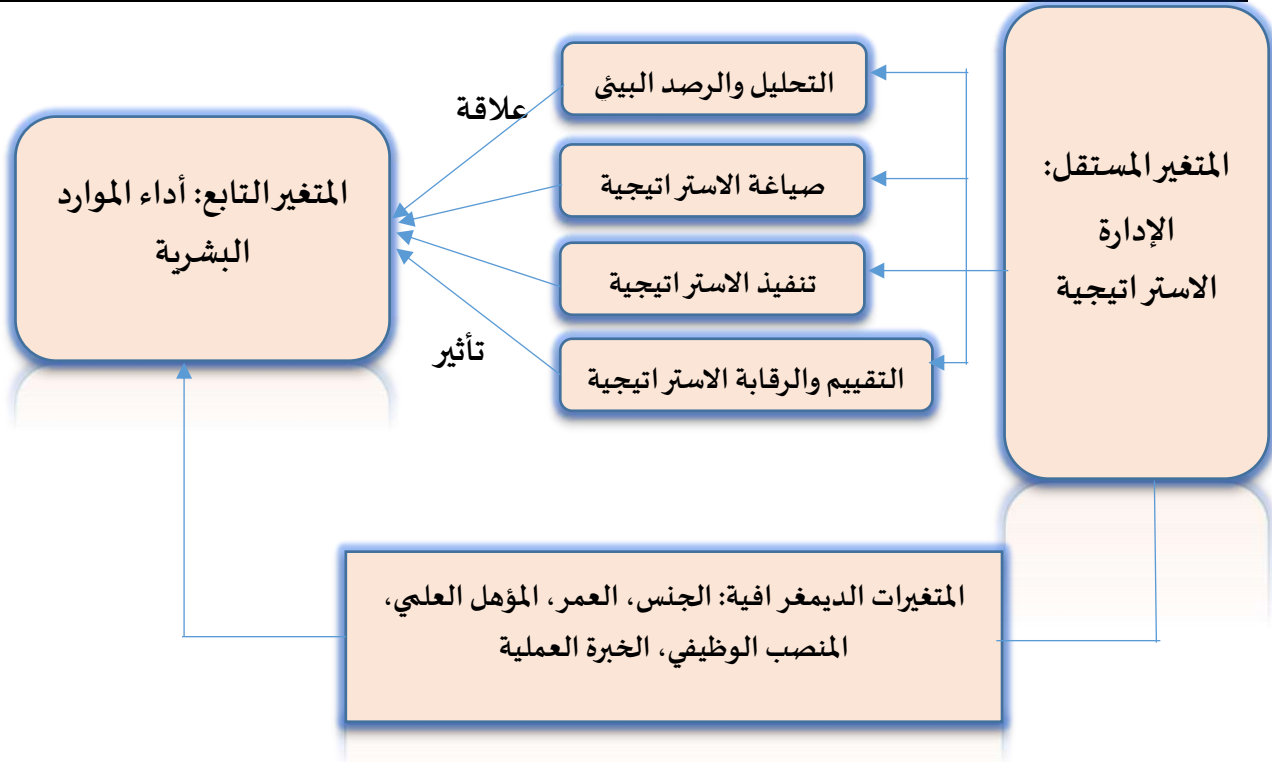 المتغير المستقل:
الإدارة
الاستراتيجية
التحليل والرصد البيئي
صياغة الاستراتيجية
تنفيذ الاستراتيجية
التقييم والرقابة الاستراتيجية
علاقة
تأثير
المتغير التابع: أداء الموارد
البشرية
المتغيرات الديمغرافية: الجنس، العمر، المؤهل العلمي،
المنصب الوظيفي، الخبرة العملية